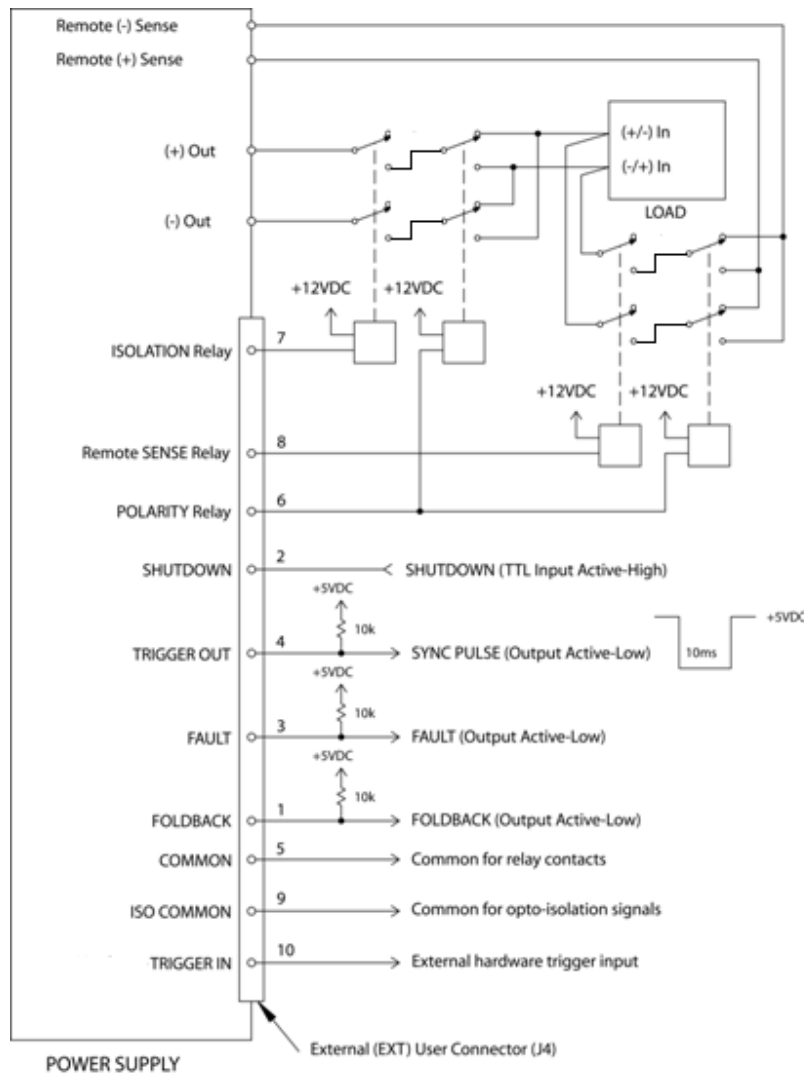 Remote (-) Sense
Remote (+) Sense
(+) Out
(-) Out
(+/-) In
(-/+) In
LOAD
+12VDC +12VDC
7
ISOLATION Relay
+12VDC +12VDC
8
Remote SENSE Relay
6
POLARITY Relay
2
SHUTDOWN SHUTDOWN (TTL Input Active-High)
+5VDC
10k
+5VDC
10ms
4
TRIGGER OUT SYNC PULSE (Output Active-Low)
+5VDC
10k
3
FAULT FAULT (Output Active-Low)
+5VDC
10k
1
FOLDBACK FOLDBACK (Output Active-Low)
5
COMMON Common for relay contacts
9
ISO COMMON Common for opto-isolation signals
10
TRIGGER IN External hardware trigger input
External (EXT) User Connector (J4)
POWER SUPPLY